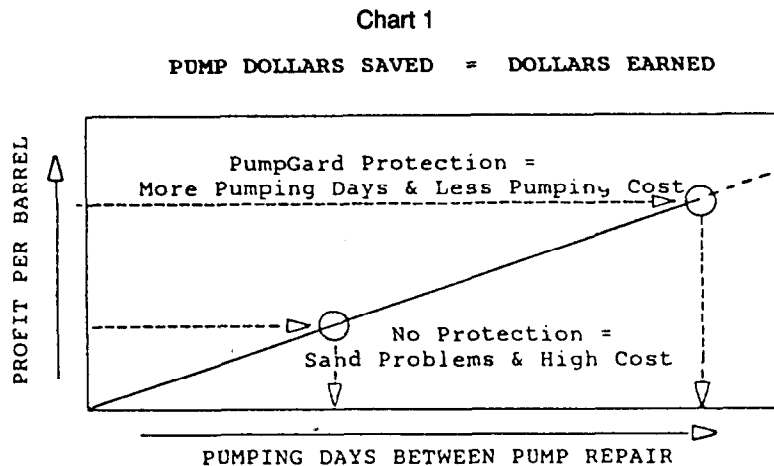 Chart 1
PUMP DOLLARS SAVED = DOLLARS EARNED
PROFIT PER BARREL
PumpGard Protection =
More Pumping Days & Less Pumping Cost
No Protection =
Sand Problems & High Cost
PUMPING DAYS BETWEEN PUMP REPAIR